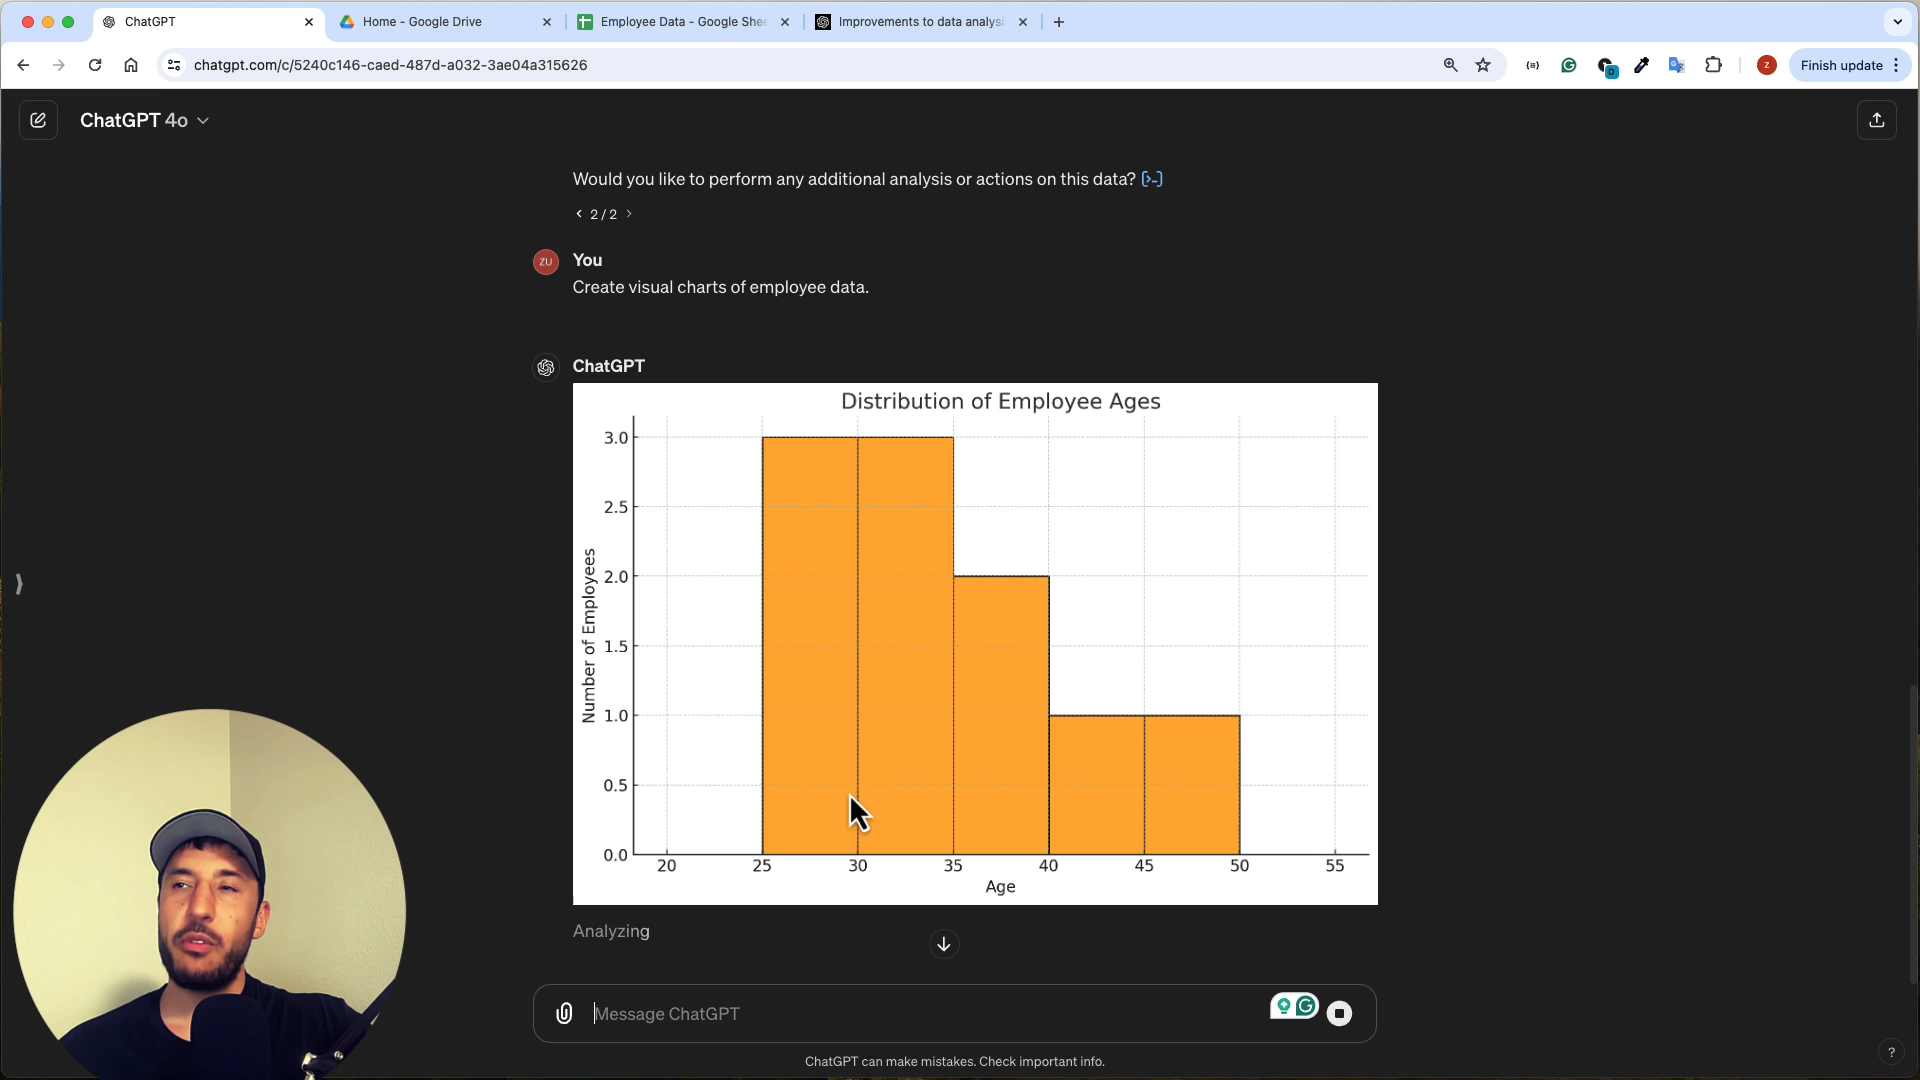 ChatGPT
Home - Google Drive
Employee Data - Google Shee
Improvements to data analysi
chatgpt.com/c/5240c146-caed-487d-a032-3ae04a315626
Z
Finish update
ChatGPT 4o
Would you like to perform any additional analysis or actions on this data? [>-]
2 / 2
ZU
You
Create visual charts of employee data.
ChatGPT
Distribution of Employee Ages
3.0
2.5
2.0
1.5
1.0
0.5
0.0
Number of Employees
20 25 30 35 40 45 50 55
Age
Analyzing
Message ChatGPT
ChatGPT can make mistakes. Check important info.
?